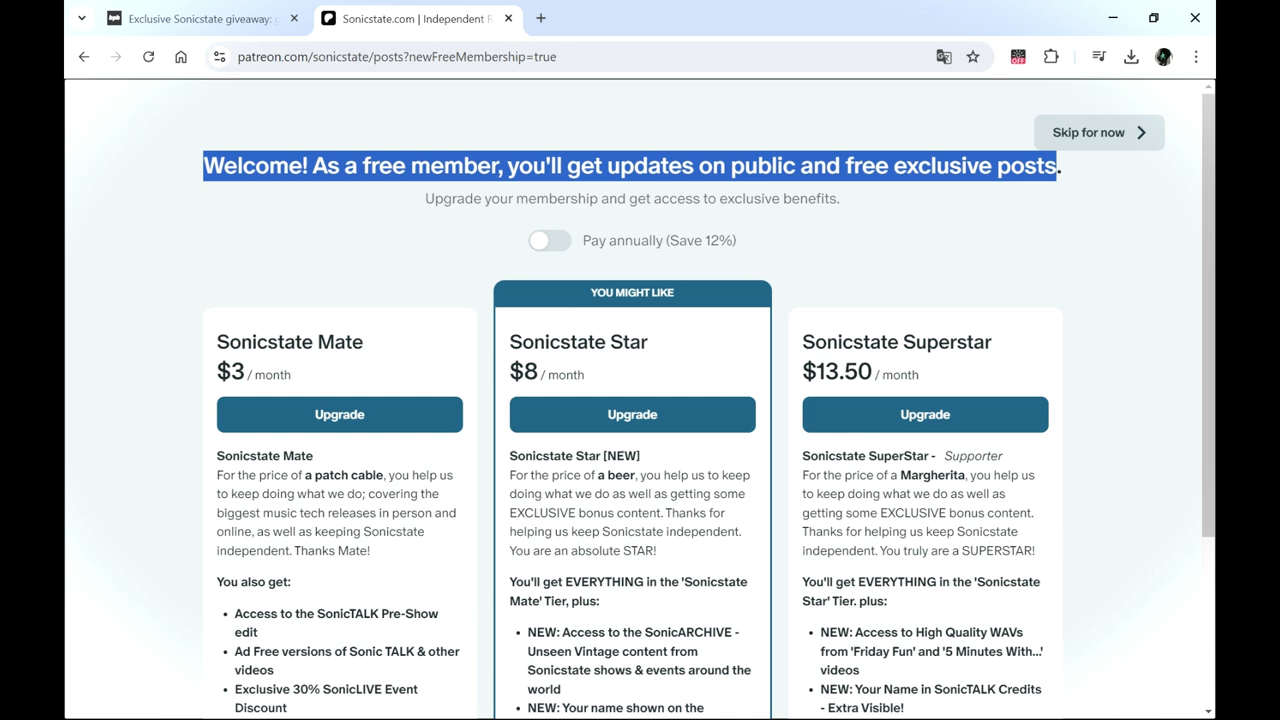 Exclusive Sonicstate giveaway:
Sonicstate.com | Independent R
patreon.com/sonicstate/posts?newFreeMembership=true
OFF
Skip for now
Welcome! As a free member, you'll get updates on public and free exclusive posts.
Upgrade your membership and get access to exclusive benefits.
Pay annually (Save 12%)
YOU MIGHT LIKE
Sonicstate Mate
$3 / month
Upgrade
Sonicstate Mate
For the price of a patch cable, you help us
to keep doing what we do; covering the
biggest music tech releases in person and
online, as well as keeping Sonicstate
independent. Thanks Mate!
You also get:
• Access to the SonicTALK Pre-Show
edit
• Ad Free versions of Sonic TALK & other
videos
• Exclusive 30% SonicLIVE Event
Discount
Sonicstate Star
$8 / month
Upgrade
Sonicstate Star [NEW]
For the price of a beer, you help us to keep
doing what we do as well as getting some
EXCLUSIVE bonus content. Thanks for
helping us keep Sonicstate independent.
You are an absolute STAR!
You'll get EVERYTHING in the 'Sonicstate
Mate' Tier, plus:
• NEW: Access to the SonicARCHIVE -
Unseen Vintage content from
Sonicstate shows & events around the
world
• NEW: Your name shown on the
Sonicstate Superstar
$13.50 / month
Upgrade
Sonicstate SuperStar - Supporter
For the price of a Margherita, you help us
to keep doing what we do as well as
getting some EXCLUSIVE bonus content.
Thanks for helping us keep Sonicstate
independent. You truly are a SUPERSTAR!
You'll get EVERYTHING in the 'Sonicstate
Star' Tier. plus:
• NEW: Access to High Quality WAVs
from 'Friday Fun' and '5 Minutes With...'
videos
• NEW: Your Name in SonicTALK Credits
- Extra Visible!